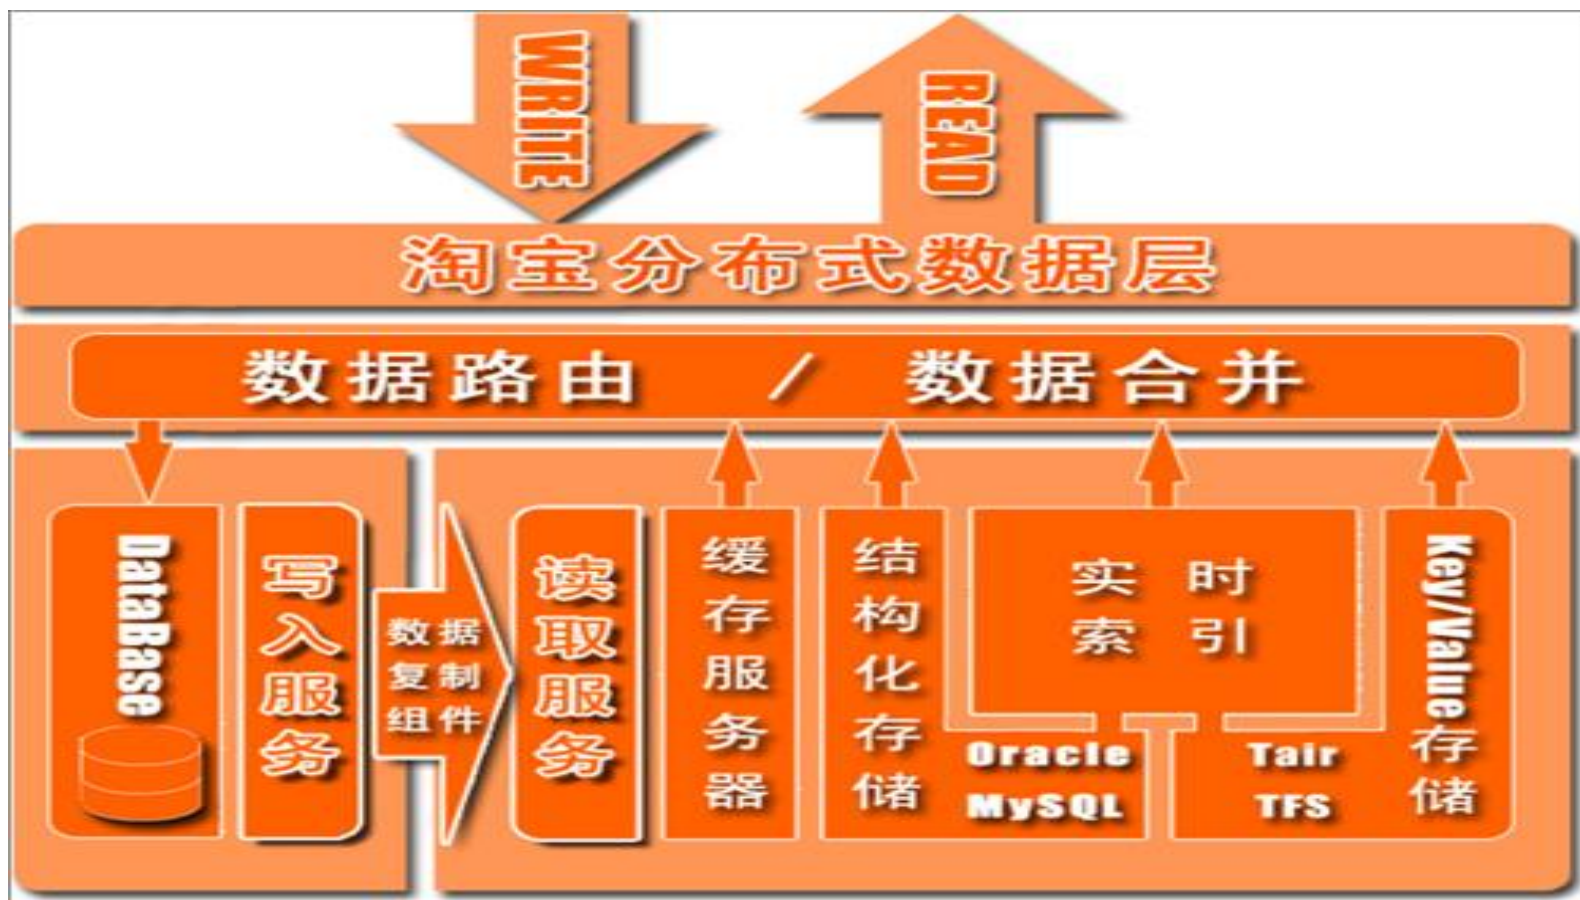 WRITE
READ
淘宝分布式数据层
数据路由 / 数据合并
DataBase
写入服务
数据
复制
组件
读取服务
缓存服务器
结构化存储
Oracle
MySQL
实时
索引
Tair
TFS
Key/Value存储